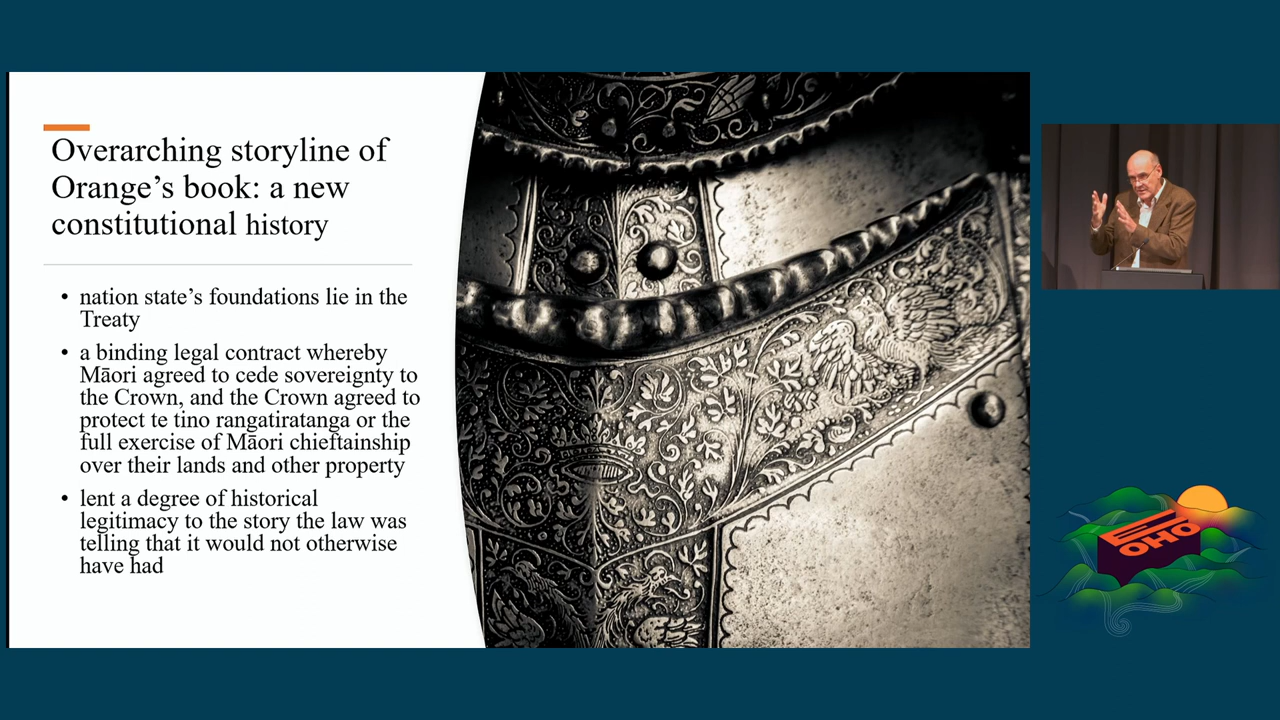 Overarching storyline of
Orange’s book: a new
constitutional history
• nation state’s foundations lie in the
Treaty
• a binding legal contract whereby
Māori agreed to cede sovereignty to
the Crown, and the Crown agreed to
protect te tino rangatiratanga or the
full exercise of Māori chieftainship
over their lands and other property
• lent a degree of historical
legitimacy to the story the law was
telling that it would not otherwise
have had
E OHO